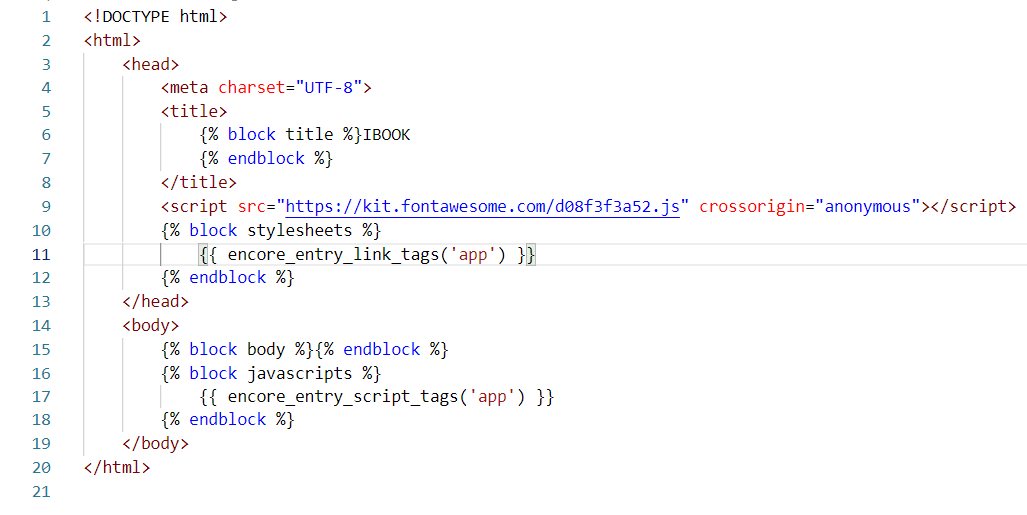 1 <!DOCTYPE html>
2 <html>
3 <head>
4 <meta charset="UTF-8">
5 <title>
6 {% block title %}IBOOK
7 {% endblock %}
8 </title>
9 <script src="https://kit.fontawesome.com/d08f3f3a52.js" crossorigin="anonymous"></script>
10 {% block stylesheets %}
11 {{ encore_entry_link_tags('app') }}
12 {% endblock %}
13 </head>
14 <body>
15 {% block body %}{% endblock %}
16 {% block javascripts %}
17 {{ encore_entry_script_tags('app') }}
18 {% endblock %}
19 </body>
20 </html>
21